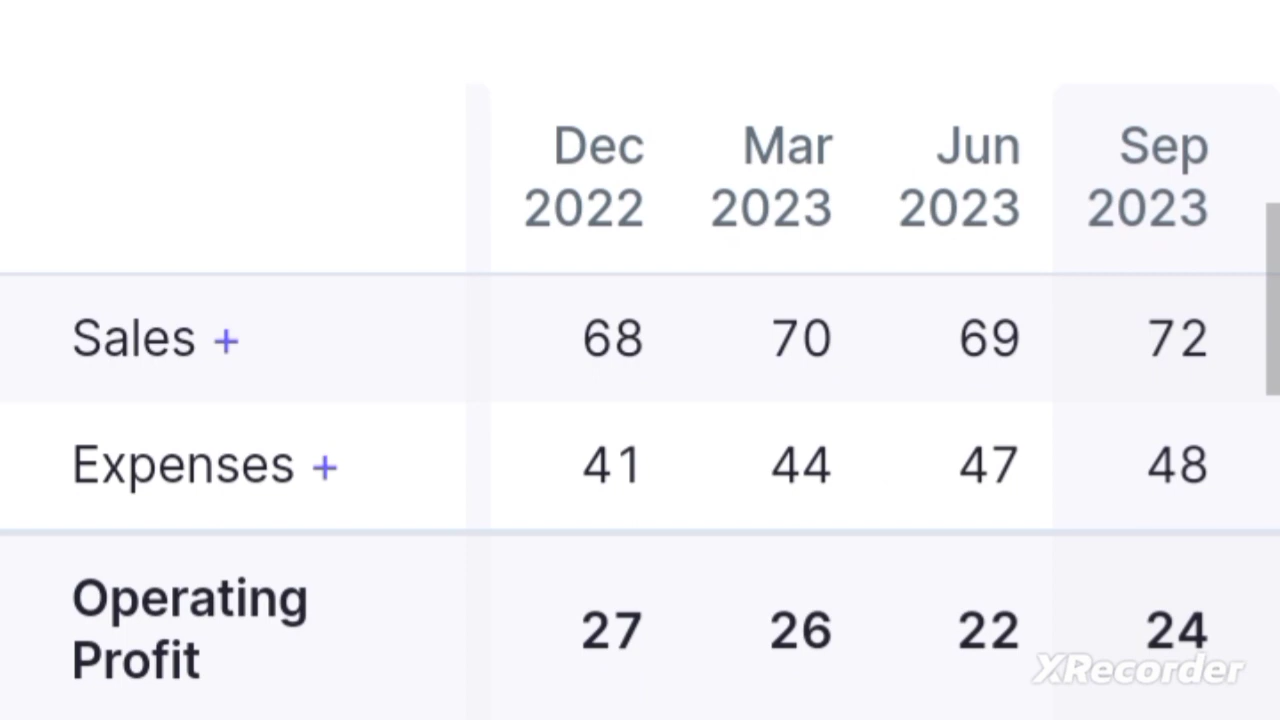 Dec Mar Jun Sep
2022 2023 2023 2023
Sales + 68 70 69 72
Expenses + 41 44 47 48
Operating
Profit 27 26 22 24
XRecorder